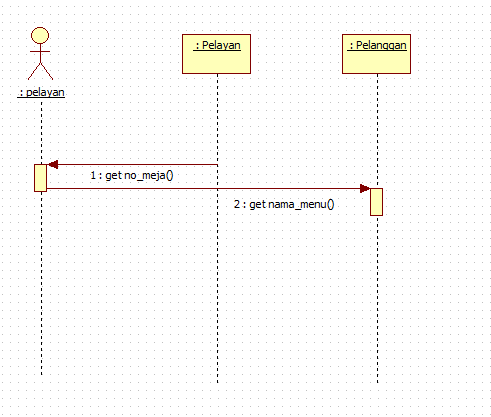 : Pelayan
: Pelanggan
: pelayan
1 : get no_meja()
2 : get nama_menu()